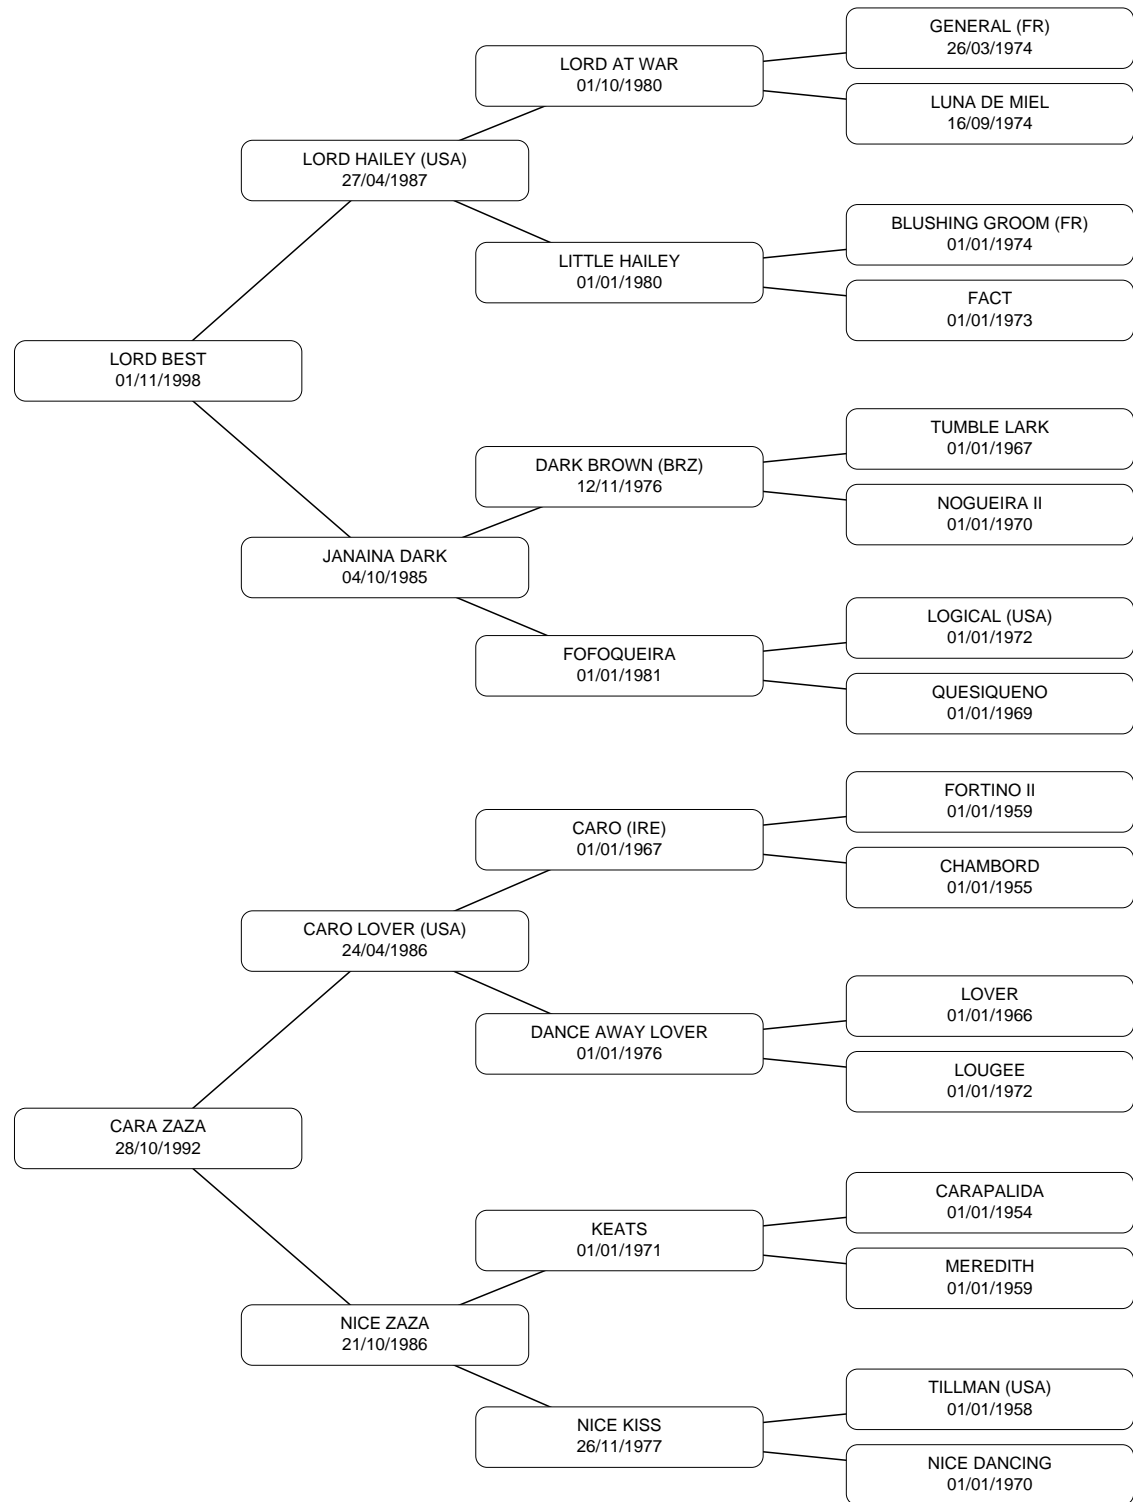 GENERAL (FR)
26/03/1974
LORD AT WAR
01/10/1980
LUNA DE MIEL
16/09/1974
LORD HAILEY (USA)
27/04/1987
BLUSHING GROOM (FR)
01/01/1974
LITTLE HAILEY
01/01/1980
FACT
01/01/1973
LORD BEST
01/11/1998
TUMBLE LARK
01/01/1967
DARK BROWN (BRZ)
12/11/1976
NOGUEIRA II
01/01/1970
JANAINA DARK
04/10/1985
LOGICAL (USA)
01/01/1972
FOFOQUEIRA
01/01/1981
QUESIQUENO
01/01/1969
FORTINO II
01/01/1959
CARO (IRE)
01/01/1967
CHAMBORD
01/01/1955
CARO LOVER (USA)
24/04/1986
LOVER
01/01/1966
DANCE AWAY LOVER
01/01/1976
LOUGEE
01/01/1972
CARA ZAZA
28/10/1992
CARAPALIDA
01/01/1954
KEATS
01/01/1971
MEREDITH
01/01/1959
NICE ZAZA
21/10/1986
TILLMAN (USA)
01/01/1958
NICE KISS
26/11/1977
NICE DANCING
01/01/1970